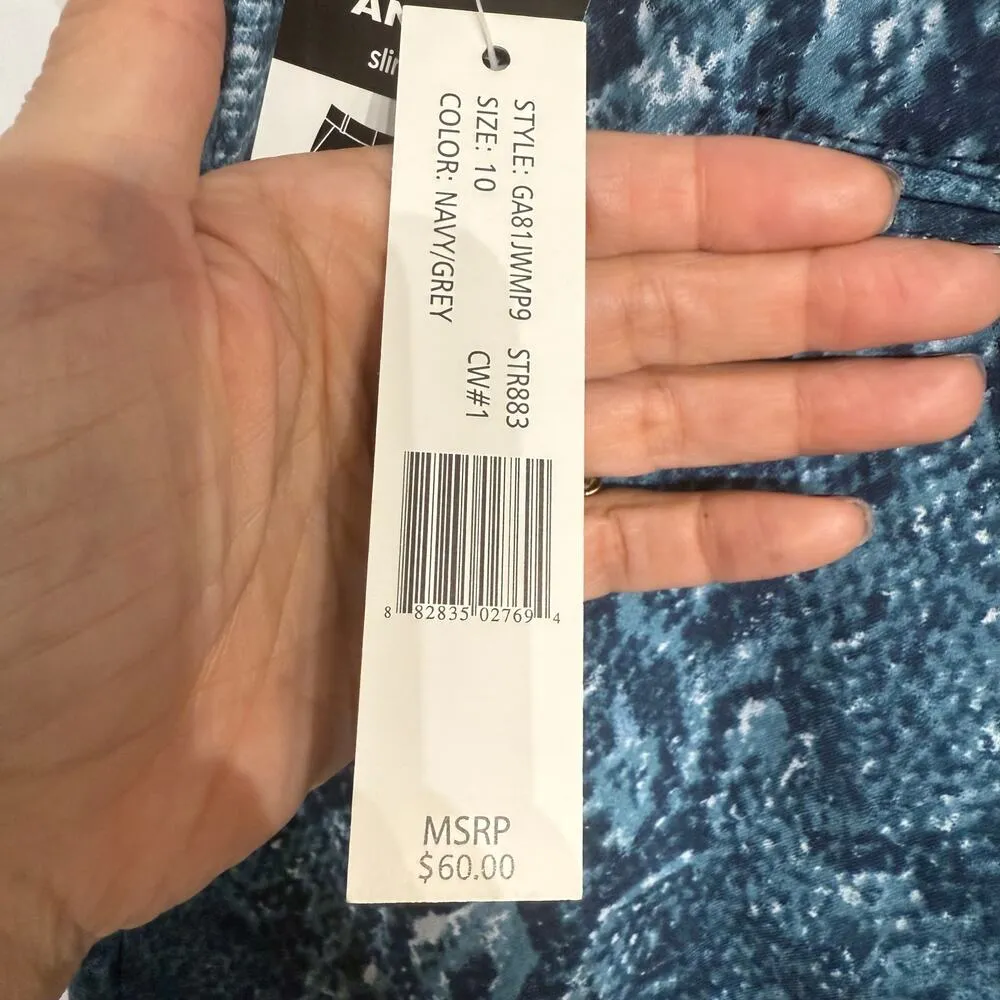 STYLE: GA81JWMP9 STR883
SIZE: 10 CW#1
COLOR: NAVY/GREY
8 82835 02769 4
MSRP
$60.00